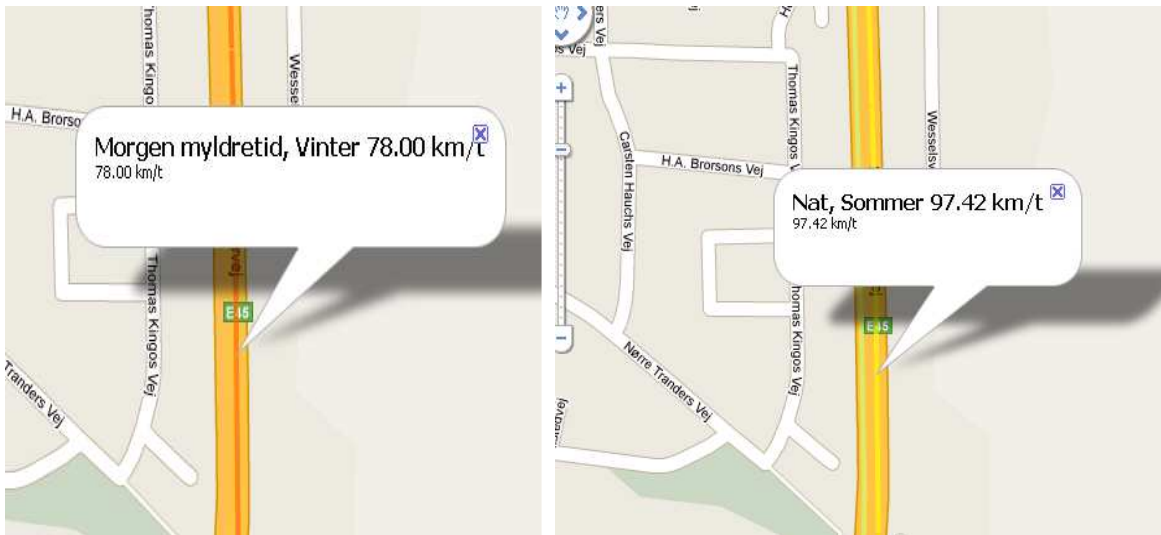 Thomas Kingo
Wesse
H.A. Brorso
Morgen myldretid, Vinter 78.00 km/t
78.00 km/t
Thomas Kingos Vej
E45
Tranders Vej
s Vej
Thomas Kingos V
Carsten Hauchs Vej
H.A. Brorsons Vej
Wesselsv
Nat, Sommer 97.42 km/t
97.42 km/t
homas Kingos Vej
E45
Nørre Tranders Vej